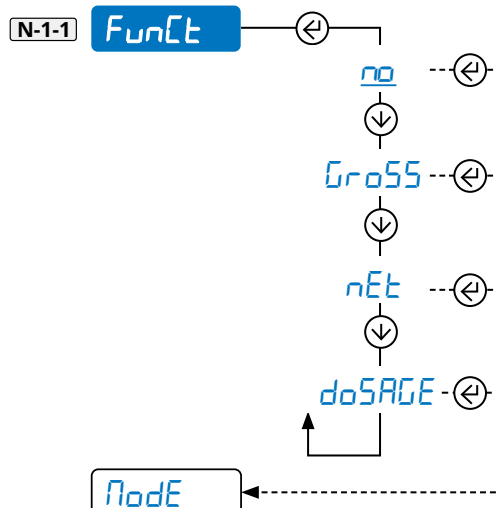 N-1-1 FunCt
no
GroSS
nEt
doSAGE
ModE